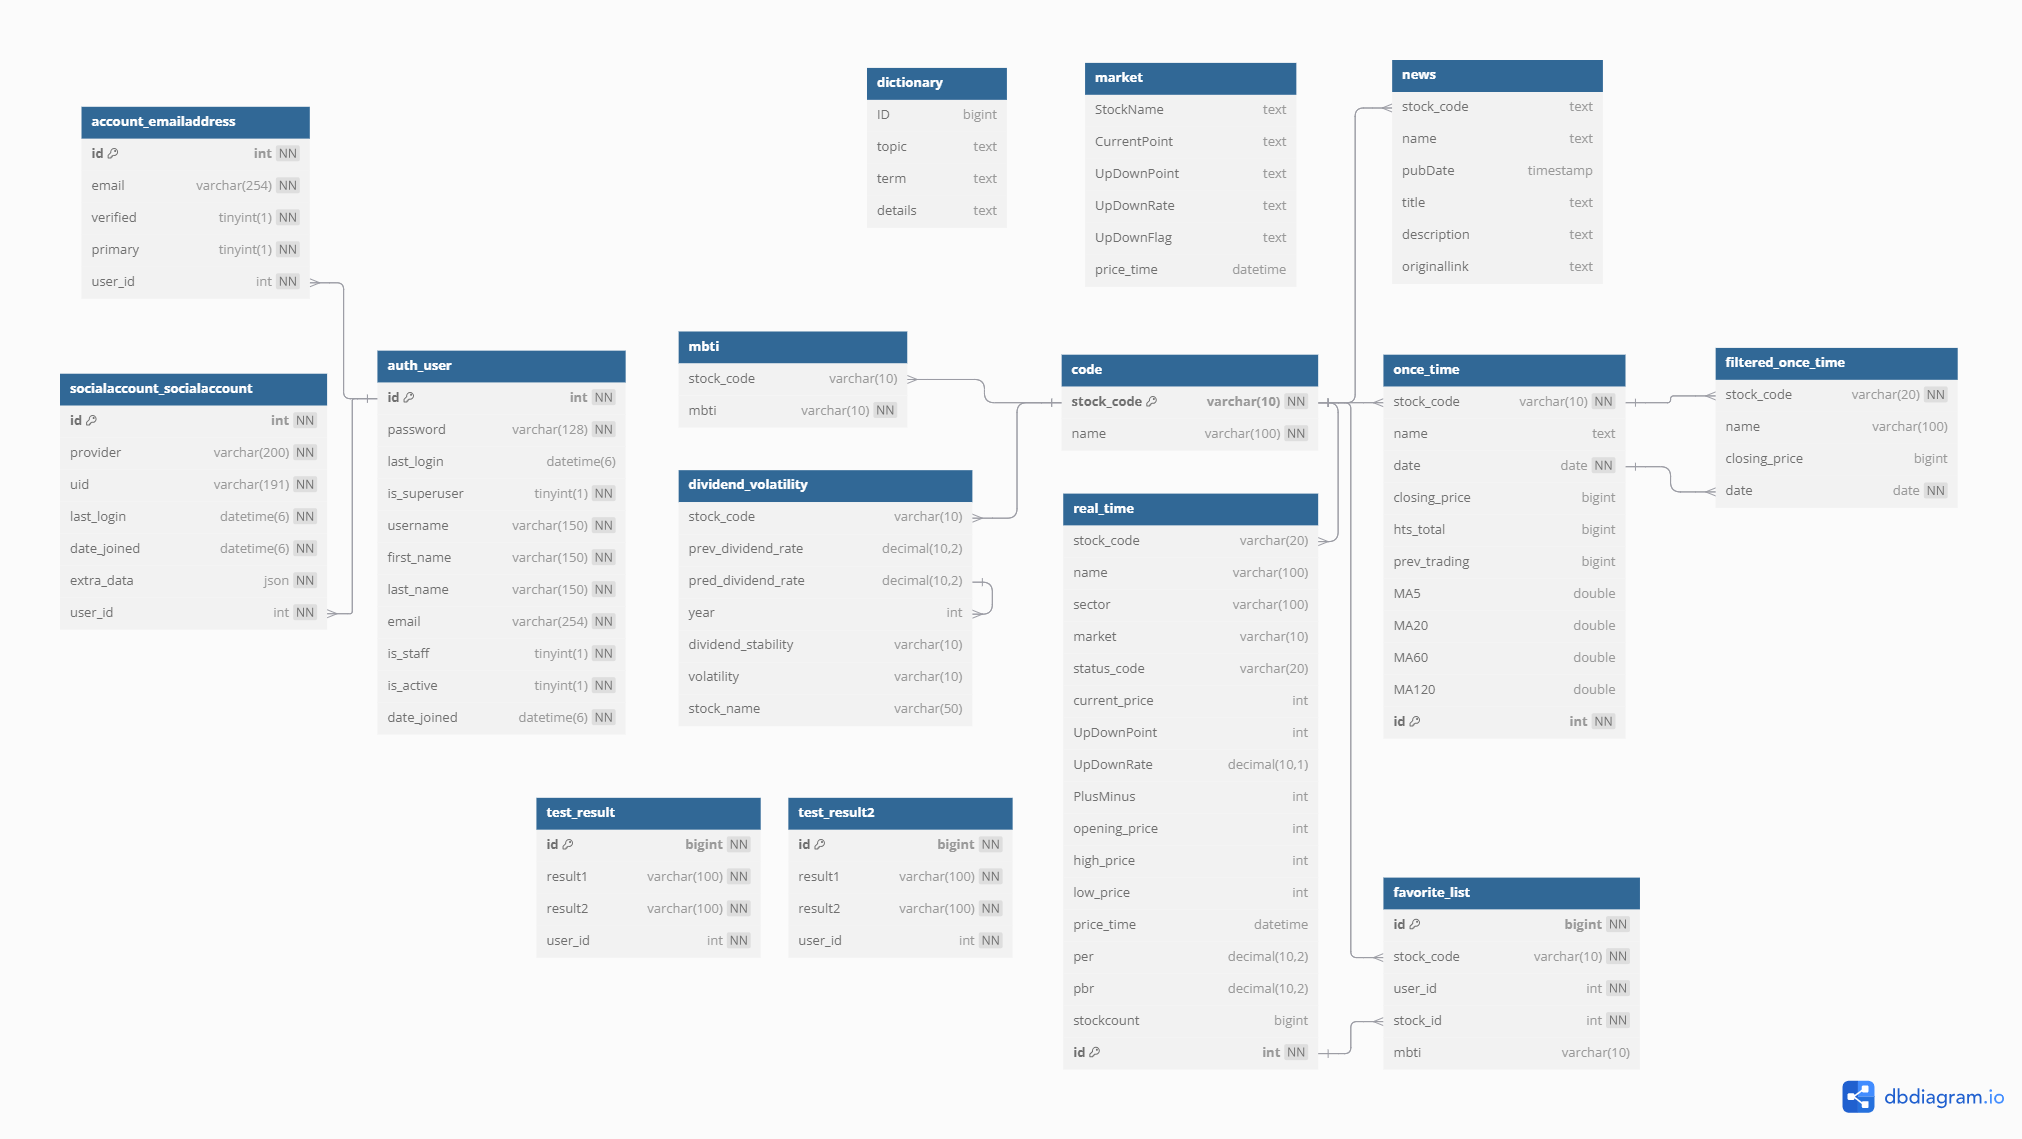 account_emailaddress
id int NN
email varchar(254) NN
verified tinyint(1) NN
primary tinyint(1) NN
user_id int NN
socialaccount_socialaccount
id int NN
provider varchar(200) NN
uid varchar(191) NN
last_login datetime(6) NN
date_joined datetime(6) NN
extra_data json NN
user_id int NN
auth_user
id int NN
password varchar(128) NN
last_login datetime(6)
is_superuser tinyint(1) NN
username varchar(150) NN
first_name varchar(150) NN
last_name varchar(150) NN
email varchar(254) NN
is_staff tinyint(1) NN
is_active tinyint(1) NN
date_joined datetime(6) NN
dictionary
ID bigint
topic text
term text
details text
market
StockName text
CurrentPoint text
UpDownPoint text
UpDownRate text
UpDownFlag text
price_time datetime
news
stock_code text
name text
pubDate timestamp
title text
description text
originallink text
mbti
stock_code varchar(10)
mbti varchar(10) NN
dividend_volatility
stock_code varchar(10)
prev_dividend_rate decimal(10,2)
pred_dividend_rate decimal(10,2)
year int
dividend_stability varchar(10)
volatility varchar(10)
stock_name varchar(50)
code
stock_code varchar(10) NN
name varchar(100) NN
real_time
stock_code varchar(20)
name varchar(100)
sector varchar(100)
market varchar(10)
status_code varchar(20)
current_price int
UpDownPoint int
UpDownRate decimal(10,1)
PlusMinus int
opening_price int
high_price int
low_price int
price_time datetime
per decimal(10,2)
pbr decimal(10,2)
stockcount bigint
id int NN
once_time
stock_code varchar(10) NN
name text
date date NN
closing_price bigint
hts_total bigint
prev_trading bigint
MA5 double
MA20 double
MA60 double
MA120 double
id int NN
filtered_once_time
stock_code varchar(20) NN
name varchar(100)
closing_price bigint
date date NN
test_result
id bigint NN
result1 varchar(100) NN
result2 varchar(100) NN
user_id int NN
test_result2
id bigint NN
result1 varchar(100) NN
result2 varchar(100) NN
user_id int NN
favorite_list
id bigint NN
stock_code varchar(10) NN
user_id int NN
stock_id int NN
mbti varchar(10)
dbdiagram.io